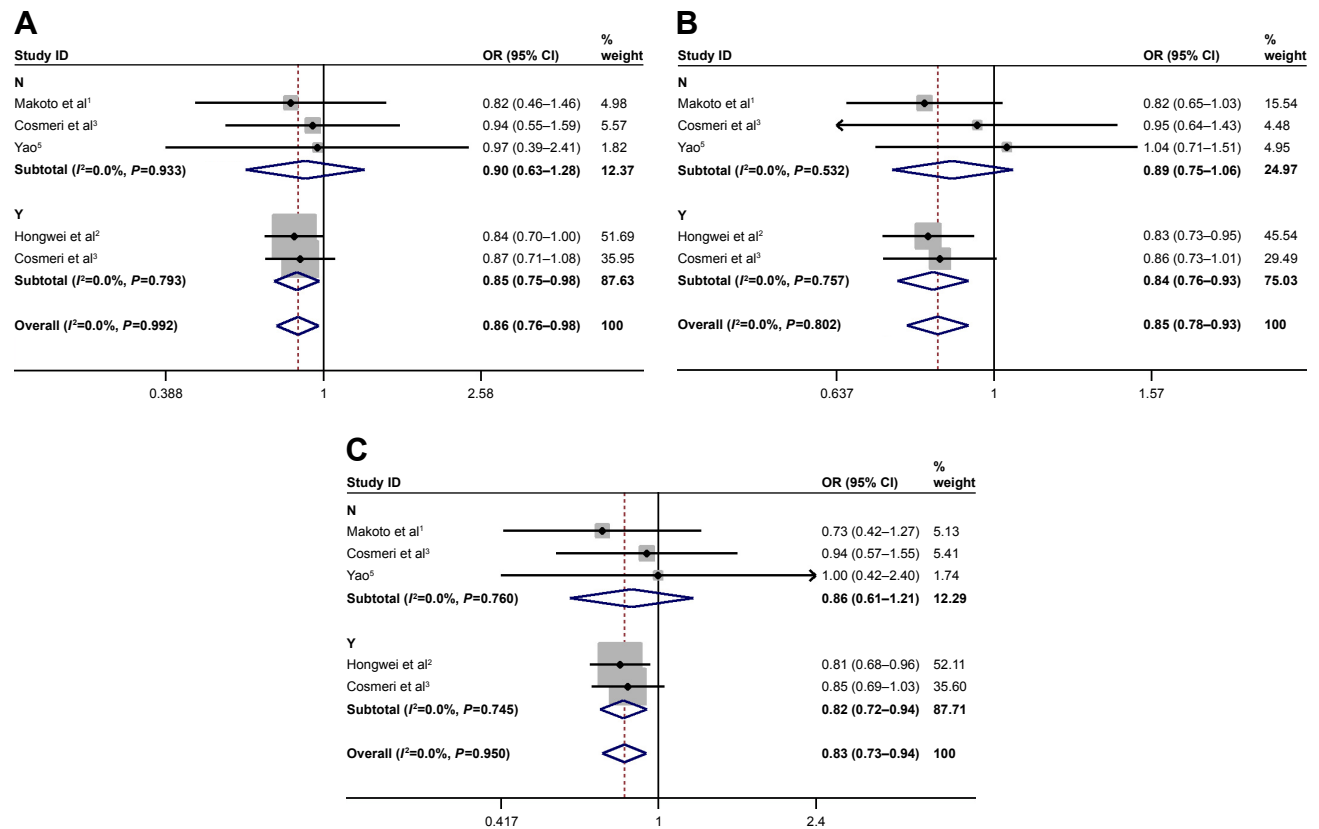 A
Study ID OR (95% CI) % weight
N
Makoto et al¹ 0.82 (0.46–1.46) 4.98
Cosmeri et al³ 0.94 (0.55–1.59) 5.57
Yao⁵ 0.97 (0.39–2.41) 1.82
Subtotal (I²=0.0%, P=0.933) 0.90 (0.63–1.28) 12.37
Y
Hongwei et al² 0.84 (0.70–1.00) 51.69
Cosmeri et al³ 0.87 (0.71–1.08) 35.95
Subtotal (I²=0.0%, P=0.793) 0.85 (0.75–0.98) 87.63
Overall (I²=0.0%, P=0.992) 0.86 (0.76–0.98) 100
0.388 1 2.58
B
Study ID OR (95% CI) % weight
N
Makoto et al¹ 0.82 (0.65–1.03) 15.54
Cosmeri et al³ 0.95 (0.64–1.43) 4.48
Yao⁵ 1.04 (0.71–1.51) 4.95
Subtotal (I²=0.0%, P=0.532) 0.89 (0.75–1.06) 24.97
Y
Hongwei et al² 0.83 (0.73–0.95) 45.54
Cosmeri et al³ 0.86 (0.73–1.01) 29.49
Subtotal (I²=0.0%, P=0.757) 0.84 (0.76–0.93) 75.03
Overall (I²=0.0%, P=0.802) 0.85 (0.78–0.93) 100
0.637 1 1.57
C
Study ID OR (95% CI) % weight
N
Makoto et al¹ 0.73 (0.42–1.27) 5.13
Cosmeri et al³ 0.94 (0.57–1.55) 5.41
Yao⁵ 1.00 (0.42–2.40) 1.74
Subtotal (I²=0.0%, P=0.760) 0.86 (0.61–1.21) 12.29
Y
Hongwei et al² 0.81 (0.68–0.96) 52.11
Cosmeri et al³ 0.85 (0.69–1.03) 35.60
Subtotal (I²=0.0%, P=0.745) 0.82 (0.72–0.94) 87.71
Overall (I²=0.0%, P=0.950) 0.83 (0.73–0.94) 100
0.417 1 2.4